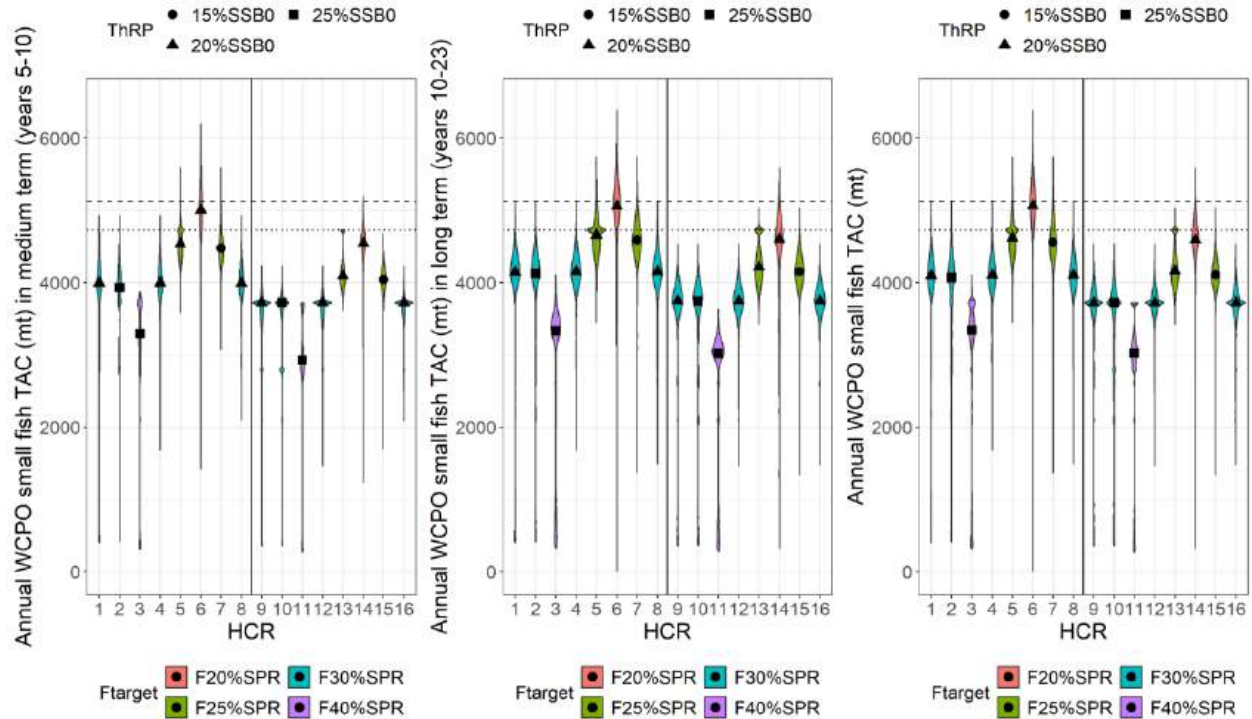 ThRP ● 15%SSB0 ■ 25%SSB0
▲ 20%SSB0
Annual WCPO small fish TAC (mt) in medium term (years 5-10)
6000
4000
2000
0
1 2 3 4 5 6 7 8 9 10 11 12 13 14 15 16
HCR
Ftarget F20%SPR F30%SPR
F25%SPR F40%SPR
ThRP ● 15%SSB0 ■ 25%SSB0
▲ 20%SSB0
Annual WCPO small fish TAC (mt) in long term (years 10-23)
6000
4000
2000
0
1 2 3 4 5 6 7 8 9 10 11 12 13 14 15 16
HCR
Ftarget F20%SPR F30%SPR
F25%SPR F40%SPR
ThRP ● 15%SSB0 ■ 25%SSB0
▲ 20%SSB0
Annual WCPO small fish TAC (mt)
6000
4000
2000
0
1 2 3 4 5 6 7 8 9 10 11 12 13 14 15 16
HCR
Ftarget F20%SPR F30%SPR
F25%SPR F40%SPR